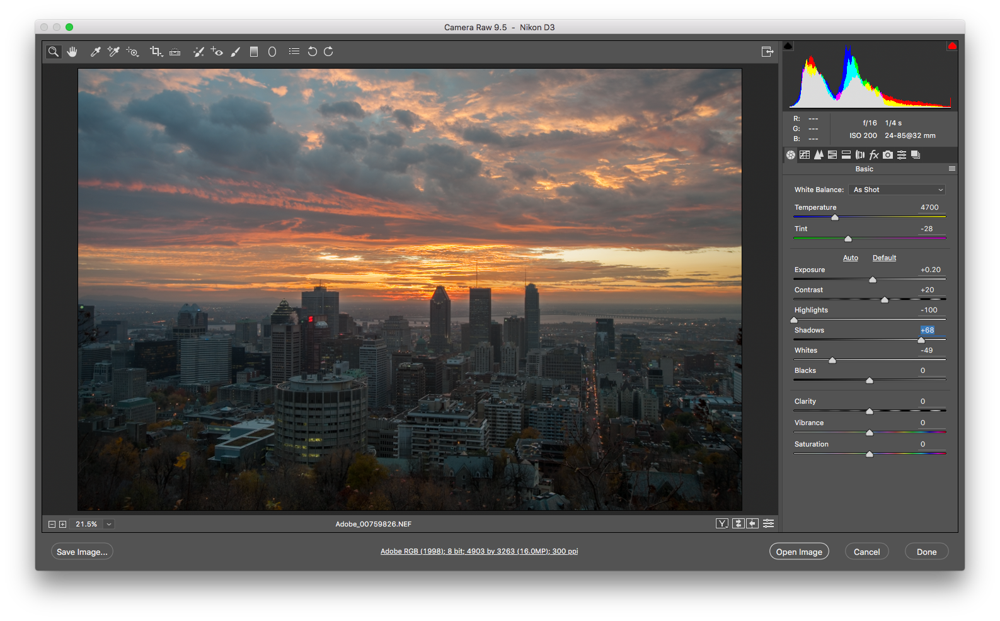 Camera Raw 9.5 - Nikon D3
R: ---
G: ---
B: ---
f/16 1/4 s
ISO 200 24-85@32 mm
Basic
White Balance: As Shot
Temperature 4700
Tint -28
Auto Default
Exposure +0.20
Contrast +20
Highlights -100
Shadows +68
Whites -49
Blacks 0
Clarity 0
Vibrance 0
Saturation 0
21.5% Adobe_00759826.NEF Y
Save Image... Adobe RGB (1998); 8 bit; 4903 by 3263 (16.0MP); 300 ppi Open Image Cancel Done